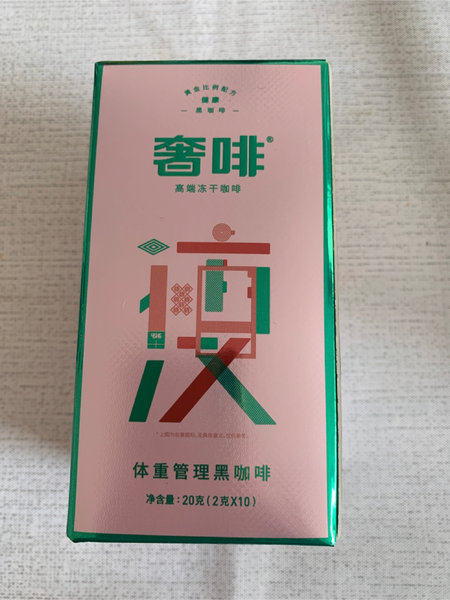 黄金比例配方
健康
黑咖啡
奢啡®
高端冻干咖啡
体重管理黑咖啡
净含量：20克（2克X10）